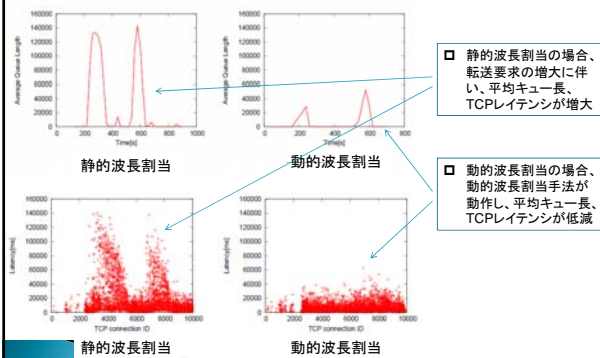 160000
140000
120000
100000
80000
60000
40000
20000
0
Average Queue Length
0 200 400 600 800 1000
Time[s]
静的波長割当
160000
140000
120000
100000
80000
60000
40000
20000
0
Average Queue Length
0 200 400 600 800
Time[s]
動的波長割当
静的波長割当の場合、
転送要求の増大に伴
い、平均キュー長、
TCPレイテンシが増大
動的波長割当の場合、
動的波長割当手法が
動作し、平均キュー長、
TCPレイテンシが低減
160000
140000
120000
100000
80000
60000
40000
20000
0
Latency[ms]
0 2000 4000 6000 8000 10000
TCP connection ID
静的波長割当
160000
140000
120000
100000
80000
60000
40000
20000
0
Latency[ms]
0 2000 4000 6000 8000 10000
TCP connection ID
動的波長割当